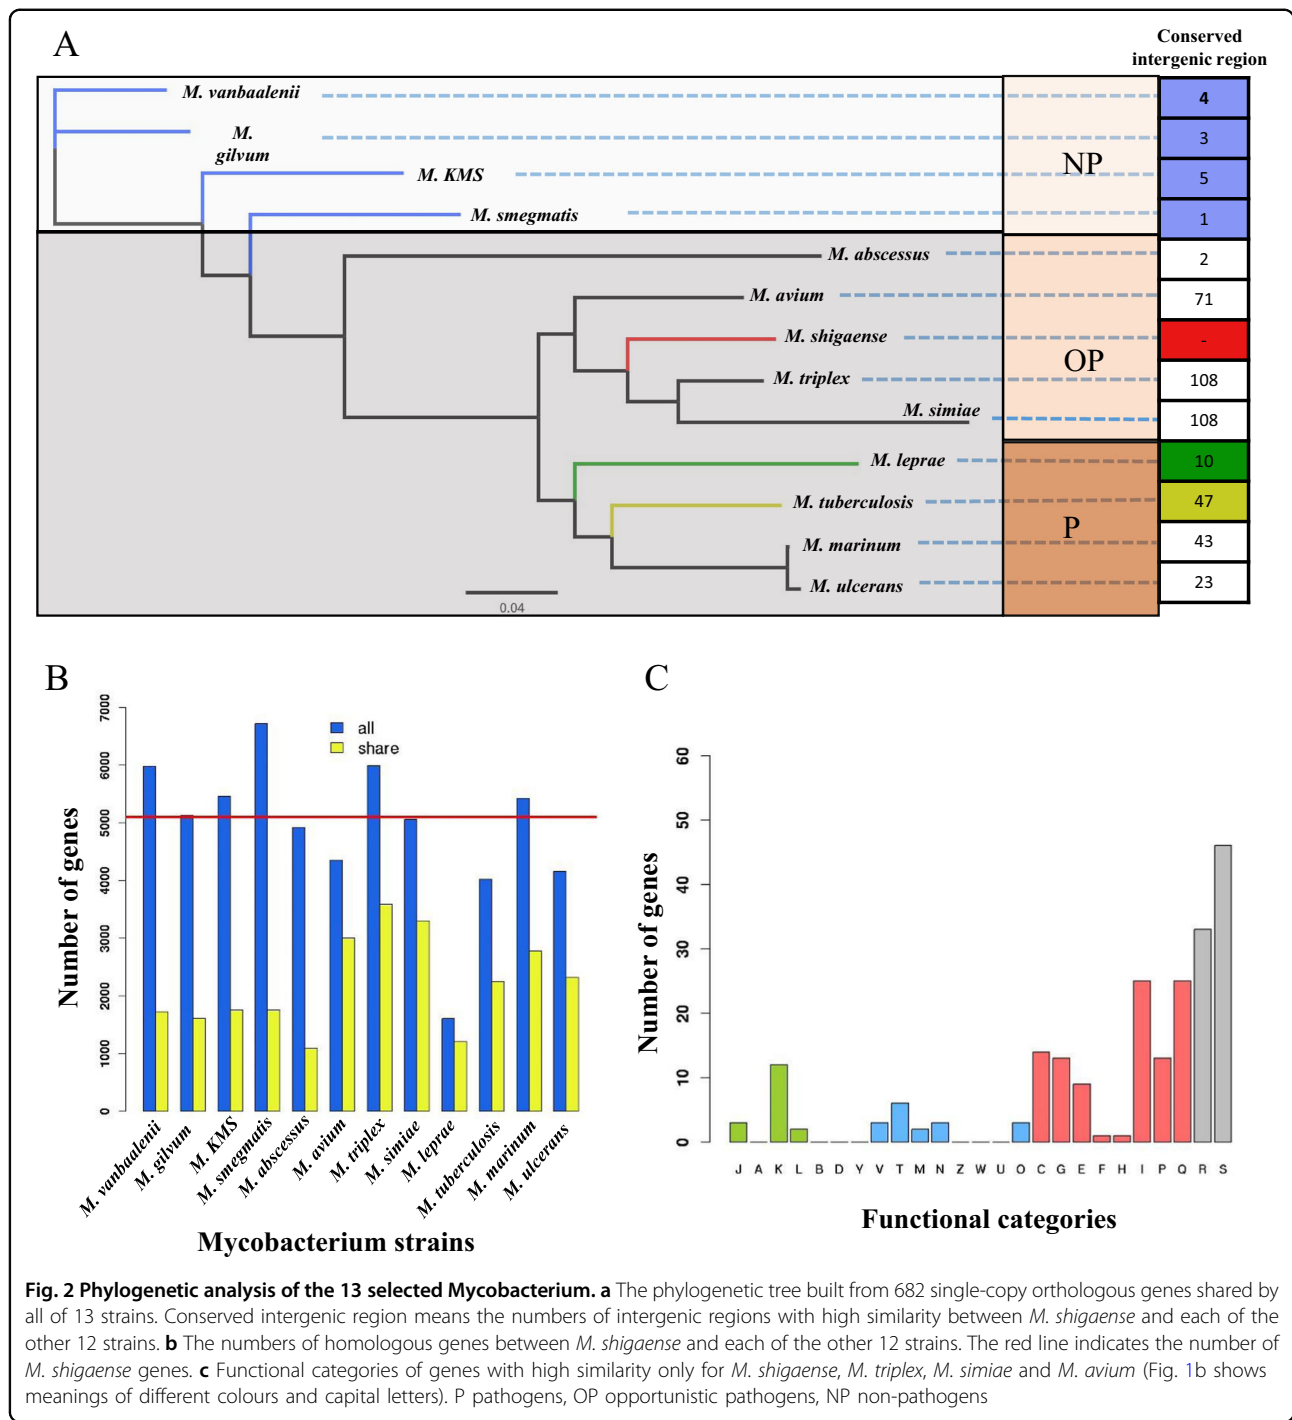 A
Conserved
intergenic region
M. vanbaalenii
4
M.
gilvum
3
M. KMS
5
NP
M. smegmatis
1
M. abscessus
2
M. avium
71
M. shigaense
-
OP
M. triplex
108
M. simiae
108
M. leprae
10
M. tuberculosis
47
P
M. marinum
43
M. ulcerans
23
0.04
B
Number of genes
0
1000
2000
3000
4000
5000
6000
7000
all
share
M. vanbaalenii
M. gilvum
M. KMS
M. smegmatis
M. abscessus
M. avium
M. triplex
M. simiae
M. leprae
M. tuberculosis
M. marinum
M. ulcerans
Mycobacterium strains
C
Number of genes
0
10
20
30
40
50
60
J A K L B D Y V T M N Z W U O C G E F H I P Q R S
Functional categories
Fig. 2 Phylogenetic analysis of the 13 selected Mycobacterium. a The phylogenetic tree built from 682 single-copy orthologous genes shared by
all of 13 strains. Conserved intergenic region means the numbers of intergenic regions with high similarity between M. shigaense and each of the
other 12 strains. b The numbers of homologous genes between M. shigaense and each of the other 12 strains. The red line indicates the number of
M. shigaense genes. c Functional categories of genes with high similarity only for M. shigaense, M. triplex, M. simiae and M. avium (Fig. 1b shows
meanings of different colours and capital letters). P pathogens, OP opportunistic pathogens, NP non-pathogens